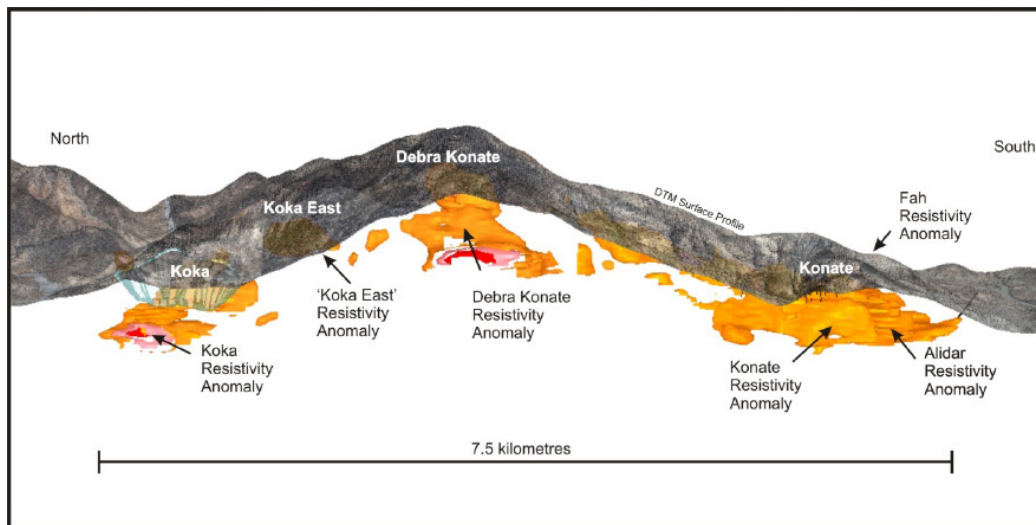 North
South
Debra Konate
Koka East
Koka
Konate
DTM Surface Profile
Fah
Resistivity
Anomaly
'Koka East'
Resistivity
Anomaly
Debra Konate
Resistivity
Anomaly
Koka
Resistivity
Anomaly
Konate
Resistivity
Anomaly
Alidar
Resistivity
Anomaly
7.5 kilometres